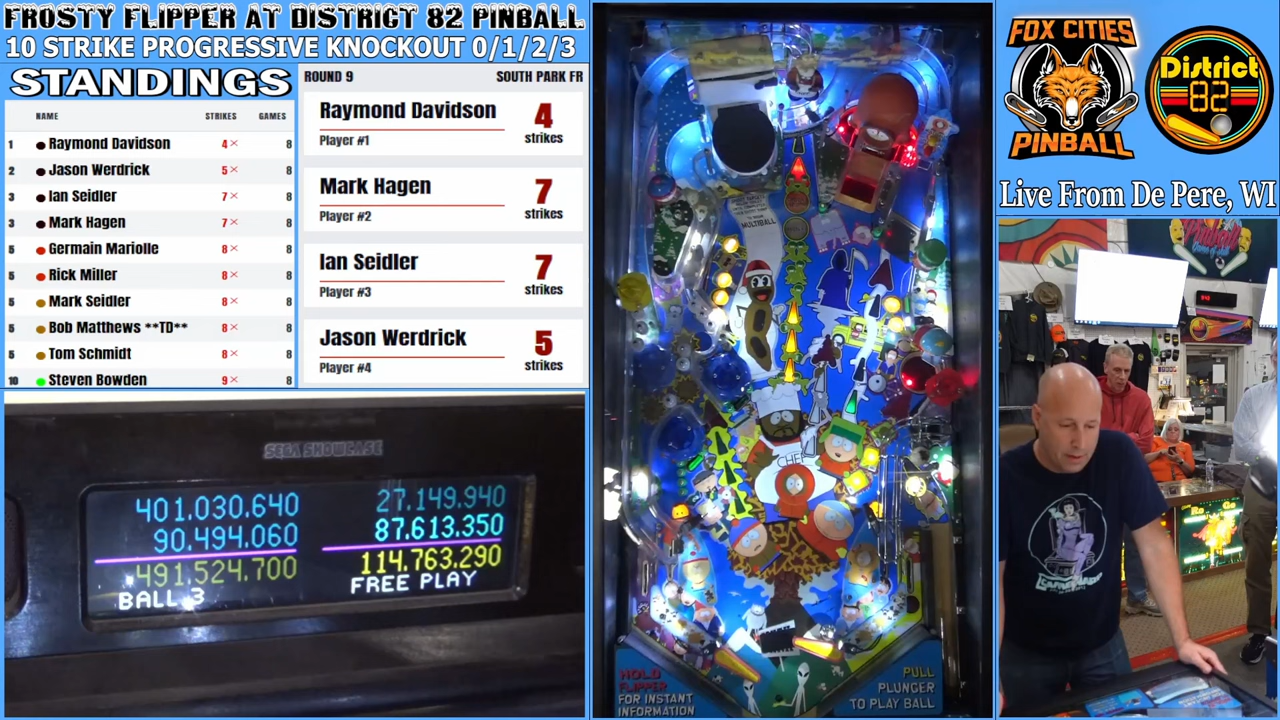 FROSTY FLIPPER AT DISTRICT 82 PINBALL
10 STRIKE PROGRESSIVE KNOCKOUT 0/1/2/3
STANDINGS
NAME STRIKES GAMES
1 Raymond Davidson 4× 8
2 Jason Werdrick 5× 8
3 Ian Seidler 7× 8
3 Mark Hagen 7× 8
5 Germain Mariolle 8× 8
5 Rick Miller 8× 8
5 Mark Seidler 8× 8
5 Bob Matthews **TD** 8× 8
5 Tom Schmidt 8× 8
10 Steven Bowden 9× 8
ROUND 9 SOUTH PARK FR
Raymond Davidson 4
Player #1 strikes
Mark Hagen 7
Player #2 strikes
Ian Seidler 7
Player #3 strikes
Jason Werdrick 5
Player #4 strikes
SEGA SHOWCASE
401.030.640 27.149.940
90.494.060 87.613.350
491.524.700 114.763.290
BALL 3 FREE PLAY
MULTIBALL
CHEF
HOLD
FLIPPER
FOR INSTANT
INFORMATION
PULL
PLUNGER
TO PLAY BALL
FOX CITIES
PINBALL
District
82
Live From De Pere, WI
Pinball